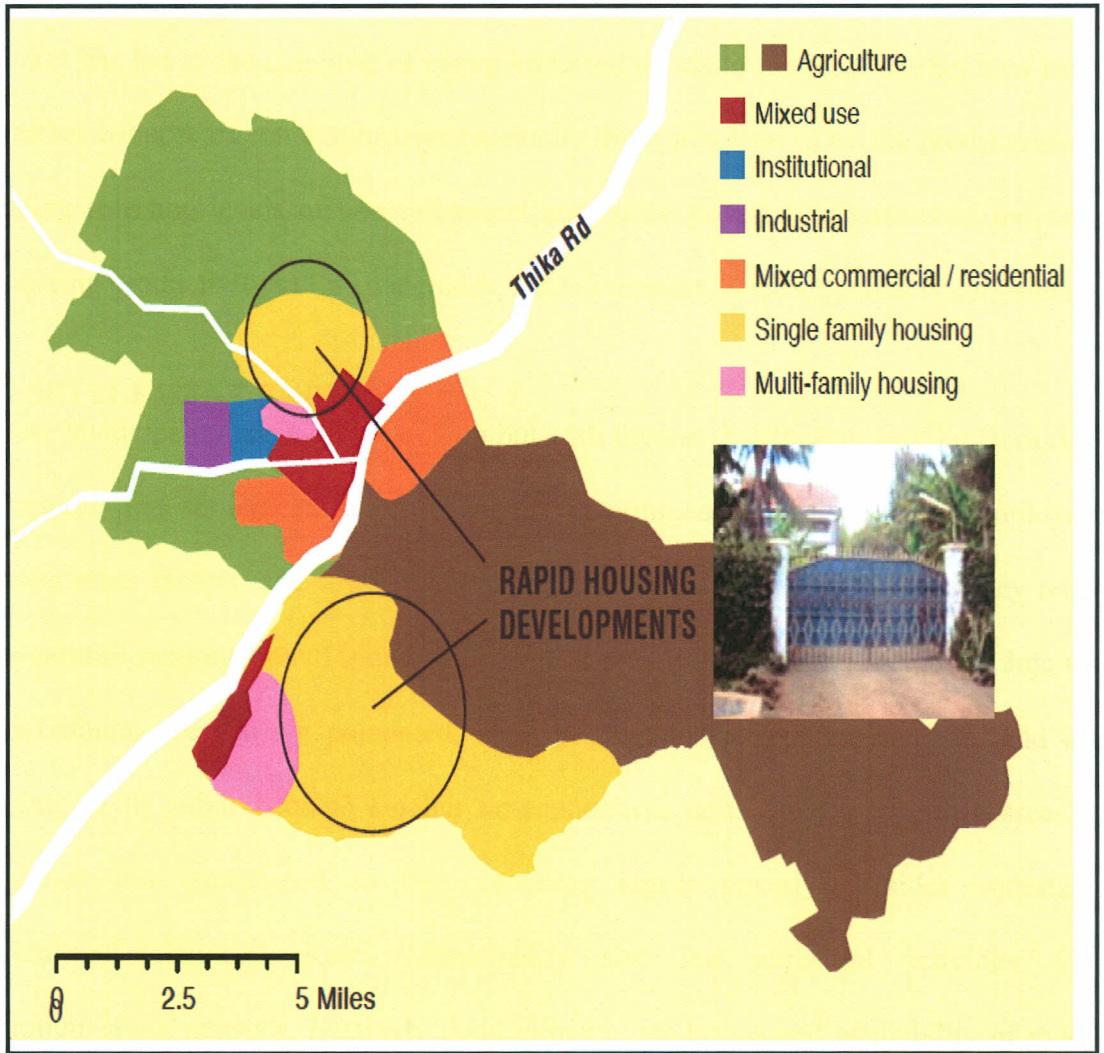 Agriculture
Mixed use
Institutional
Industrial
Mixed commercial / residential
Single family housing
Multi-family housing
Thika Rd
RAPID HOUSING
DEVELOPMENTS
0 2.5 5 Miles
0